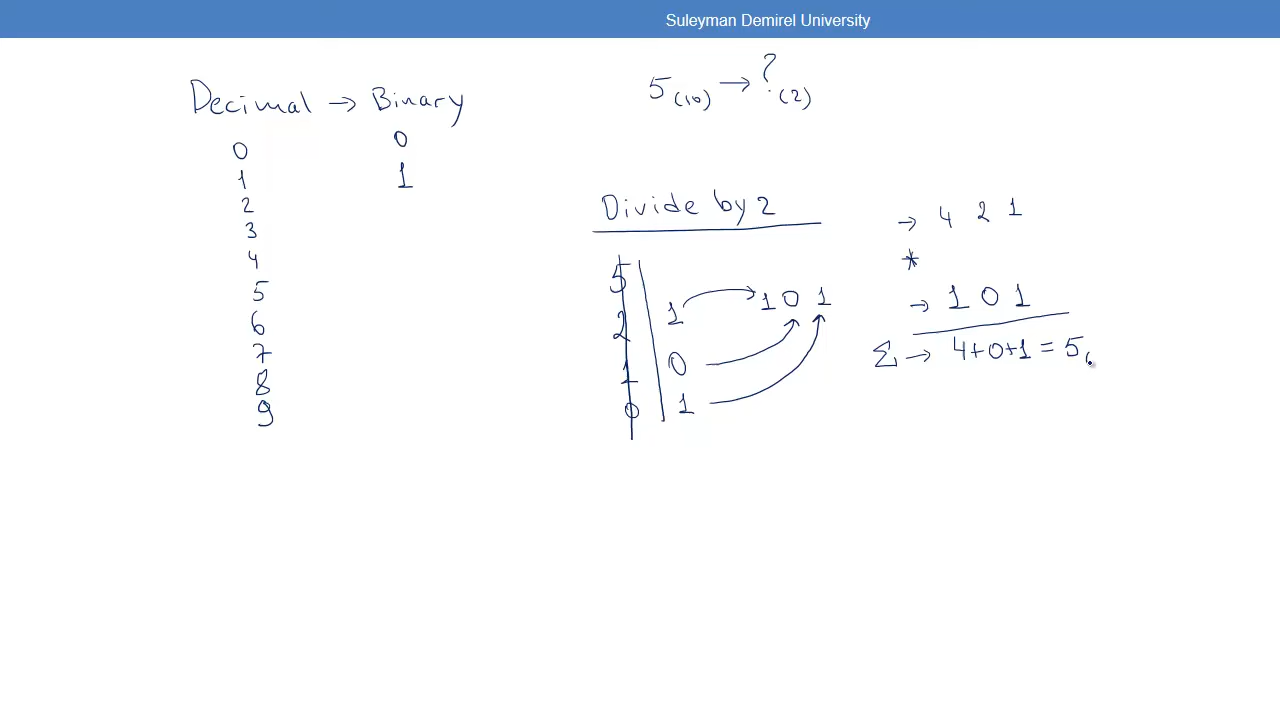 Suleyman Demirel University
Decimal → Binary
0 0
1 1
2
3
4
5
6
7
8
9
5(10) → ?(2)
Divide by 2
5
2 1
1 0
0 1
1 0 1
→ 4 2 1
*
→ 1 0 1
Σ → 4+0+1 = 5(